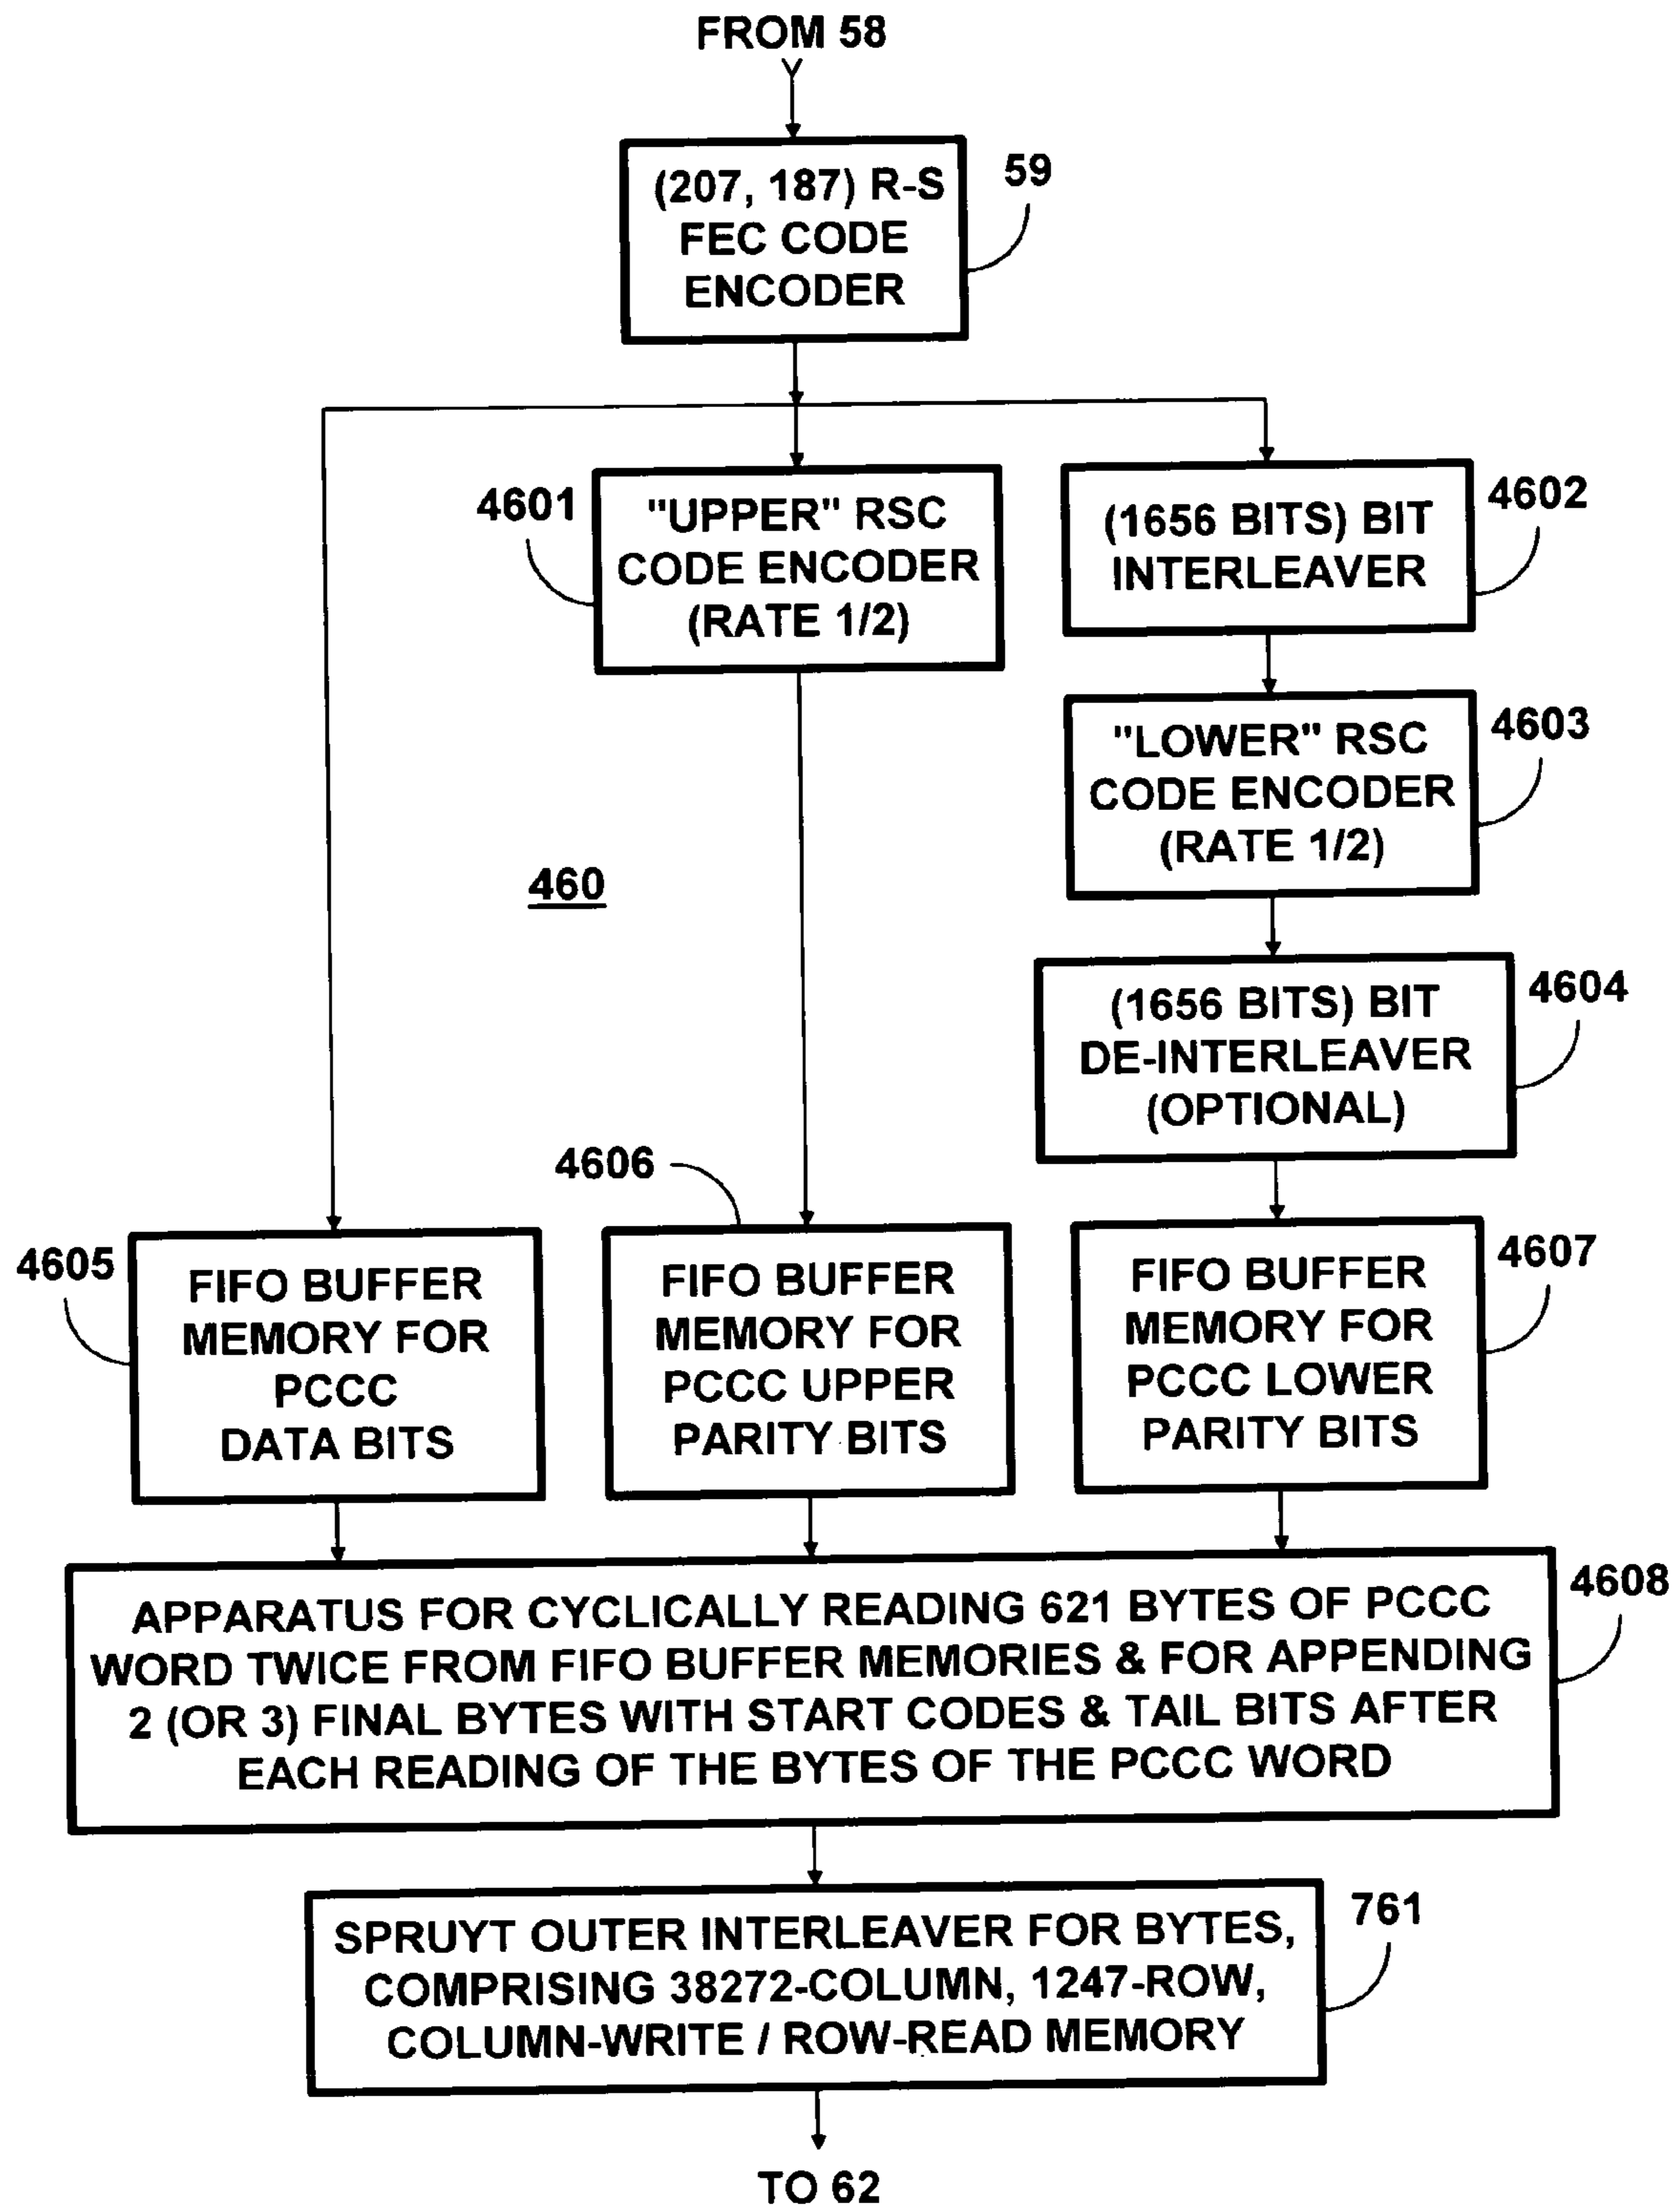 FROM 58
(207, 187) R-S
FEC CODE
ENCODER
59
4601
"UPPER" RSC
CODE ENCODER
(RATE 1/2)
(1656 BITS) BIT
INTERLEAVER
4602
"LOWER" RSC
CODE ENCODER
(RATE 1/2)
4603
460
(1656 BITS) BIT
DE-INTERLEAVER
(OPTIONAL)
4604
4605
FIFO BUFFER
MEMORY FOR
PCCC
DATA BITS
4606
FIFO BUFFER
MEMORY FOR
PCCC UPPER
PARITY BITS
FIFO BUFFER
MEMORY FOR
PCCC LOWER
PARITY BITS
4607
APPARATUS FOR CYCLICALLY READING 621 BYTES OF PCCC
WORD TWICE FROM FIFO BUFFER MEMORIES & FOR APPENDING
2 (OR 3) FINAL BYTES WITH START CODES & TAIL BITS AFTER
EACH READING OF THE BYTES OF THE PCCC WORD
4608
SPRUYT OUTER INTERLEAVER FOR BYTES,
COMPRISING 38272-COLUMN, 1247-ROW,
COLUMN-WRITE / ROW-READ MEMORY
761
TO 62